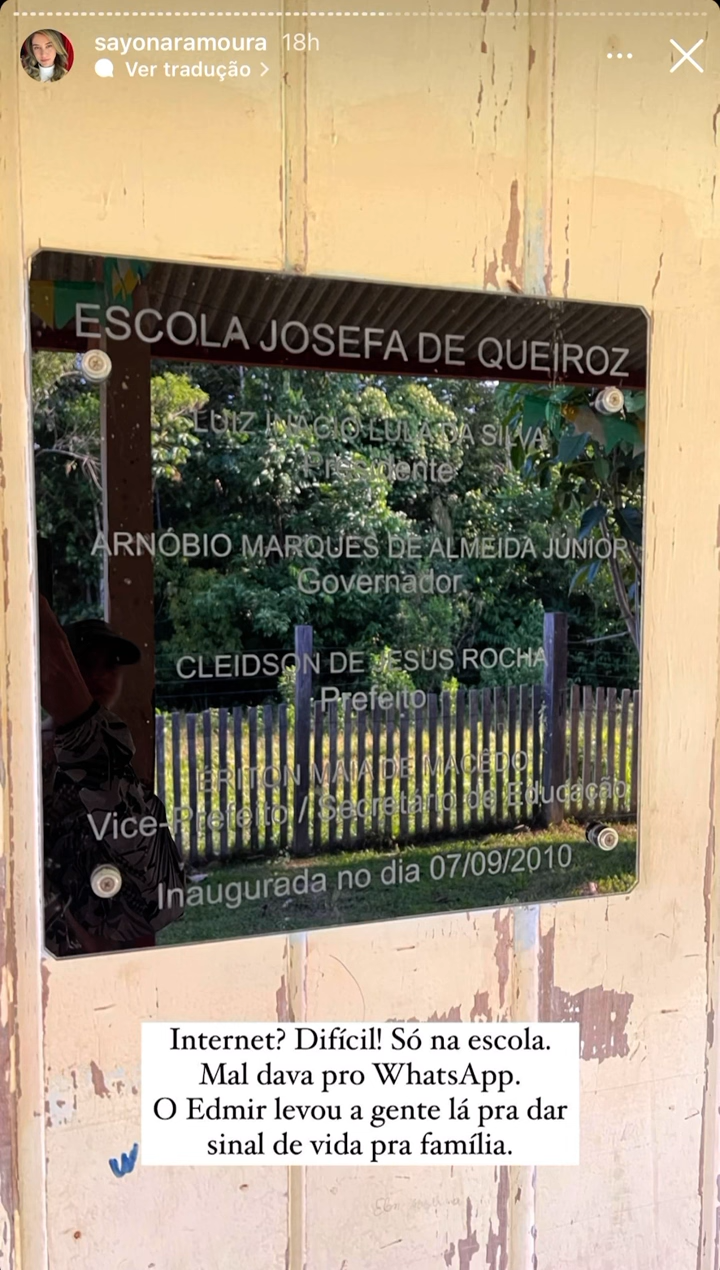 sayonaramoura 18h
Ver tradução
ESCOLA JOSEFA DE QUEIROZ
LUIZ INÁCIO LULA DA SILVA
Presidente
ARNÓBIO MARQUES DE ALMEIDA JÚNIOR
Governador
CLEIDSON DE JESUS ROCHA
Prefeito
ERITON MAIA DE MACÊDO
Vice-Prefeito / Secretário de Educação
Inaugurada no dia 07/09/2010
Internet? Difícil! Só na escola.
Mal dava pro WhatsApp.
O Edmir levou a gente lá pra dar
sinal de vida pra família.
W